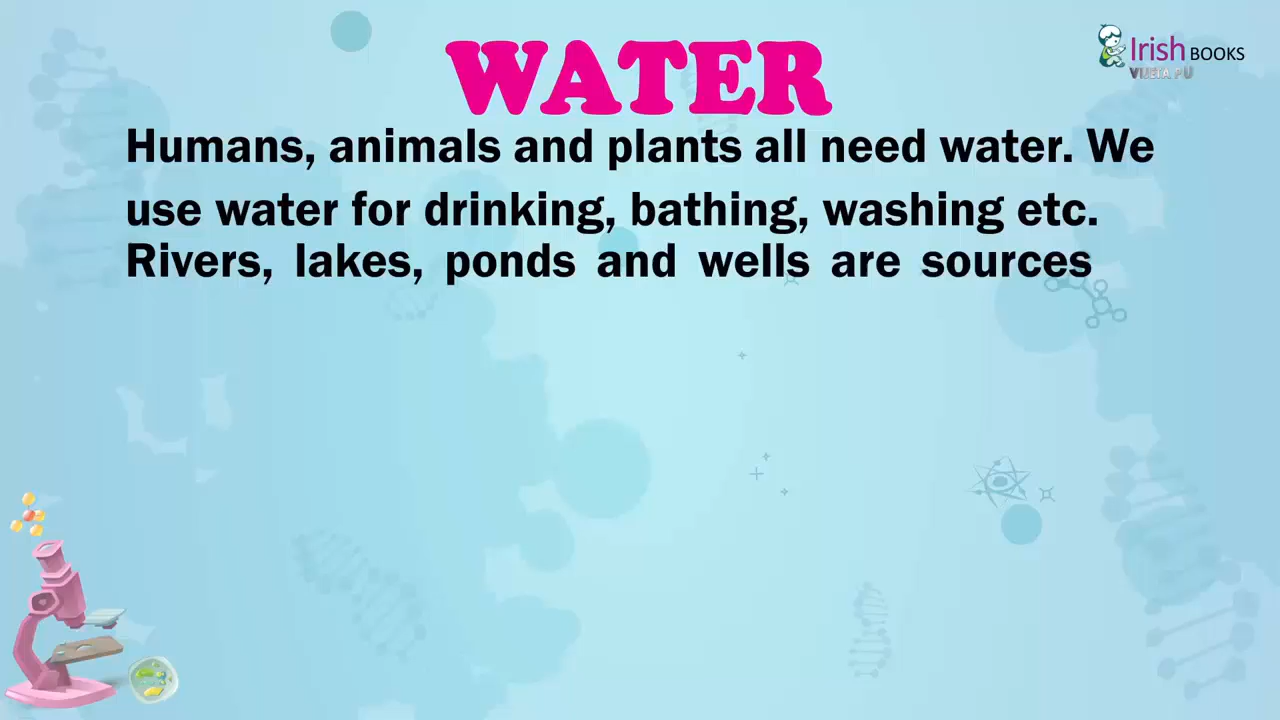 WATER
Irish BOOKS
Humans, animals and plants all need water. We
use water for drinking, bathing, washing etc.
Rivers, lakes, ponds and wells are sources